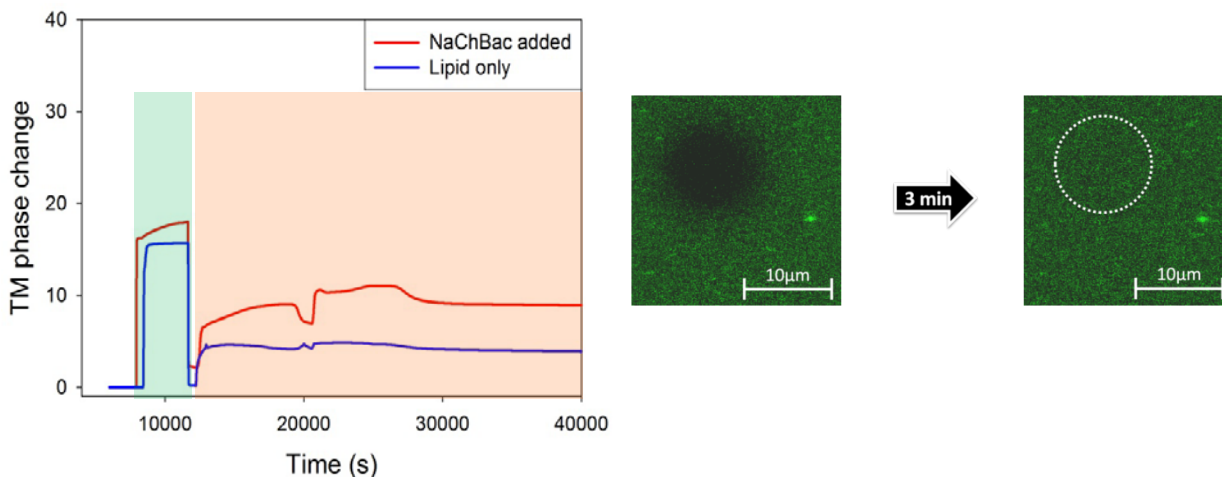 40
30
20
10
0
TM phase change
NaChBac added
Lipid only
10000 20000 30000 40000
Time (s)
10μm
3 min
10μm